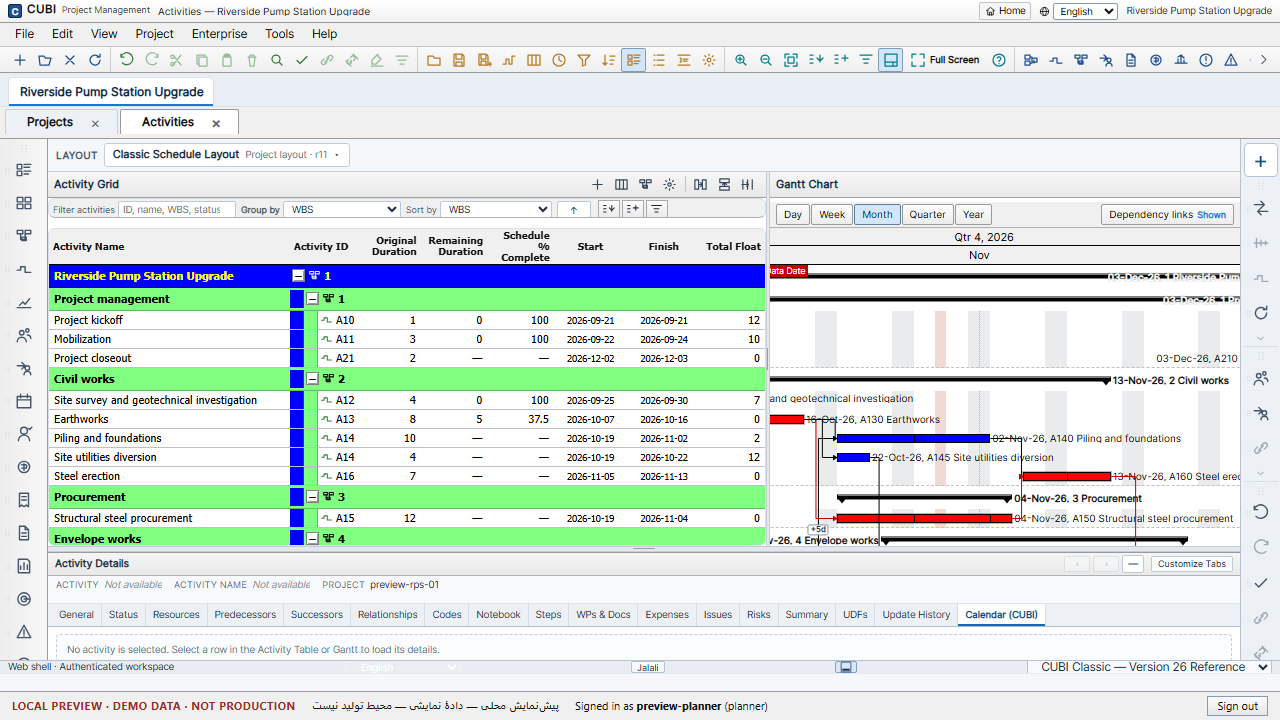 CUBI Project Management Activities — Riverside Pump Station Upgrade Home English Riverside Pump Station Upgrade
File Edit View Project Enterprise Tools Help
Full Screen
Riverside Pump Station Upgrade
Projects Activities
LAYOUT Classic Schedule Layout Project layout · r11
Activity Grid Gantt Chart
Filter activities ID, name, WBS, status Group by WBS Sort by WBS
Day Week Month Quarter Year Dependency links Shown
Activity Name Activity ID Original Duration Remaining Duration Schedule % Complete Start Finish Total Float
Qtr 4, 2026
Nov
Riverside Pump Station Upgrade 1
ata Date 03-Dec-26, 1 Riverside Pum
Project management 1
03-Dec-26, 1 Pr
Project kickoff A10 1 0 100 2026-09-21 2026-09-21 12
Mobilization A11 3 0 100 2026-09-22 2026-09-24 10
Project closeout A21 2 — — 2026-12-02 2026-12-03 0
03-Dec-26, A210
Civil works 2
13-Nov-26, 2 Civil works
Site survey and geotechnical investigation A12 4 0 100 2026-09-25 2026-09-30 7
and geotechnical investigation
Earthworks A13 8 5 37.5 2026-10-07 2026-10-16 0
16-Oct-26, A130 Earthworks
Piling and foundations A14 10 — — 2026-10-19 2026-11-02 2
02-Nov-26, A140 Piling and foundations
Site utilities diversion A14 4 — — 2026-10-19 2026-10-22 12
22-Oct-26, A145 Site utilities diversion
Steel erection A16 7 — — 2026-11-05 2026-11-13 0
13-Nov-26, A160 Steel erec
Procurement 3
04-Nov-26, 3 Procurement
Structural steel procurement A15 12 — — 2026-10-19 2026-11-04 0
04-Nov-26, A150 Structural steel procurement
+5d
Envelope works 4
v-26, 4 Envelope works
Activity Details Customize Tabs
ACTIVITY Not available ACTIVITY NAME Not available PROJECT preview-rps-01
General Status Resources Predecessors Successors Relationships Codes Notebook Steps WPs & Docs Expenses Issues Risks Summary UDFs Update History Calendar (CUBI)
No activity is selected. Select a row in the Activity Table or Gantt to load its details.
Web shell · Authenticated workspace English Jalali CUBI Classic — Version 26 Reference
LOCAL PREVIEW · DEMO DATA · NOT PRODUCTION پیش‌نمایش محلی — دادهٔ نمایشی — محیط تولید نیست Signed in as preview-planner (planner) Sign out